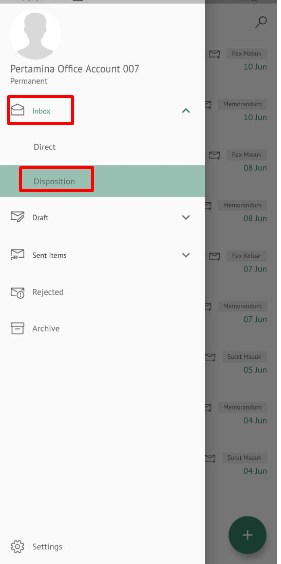 Pertamina Office Account 007
Permanent
Inbox
Direct
Disposition
Draft
Sent Items
Rejected
Archive
Settings
Fax Masuk
10 Jun
Memorandum
10 Jun
Fax Masuk
08 Jun
Memorandum
08 Jun
Fax Keluar
07 Jun
Memorandum
07 Jun
Surat Masuk
05 Jun
Memorandum
04 Jun
Surat Masuk
04 Jun